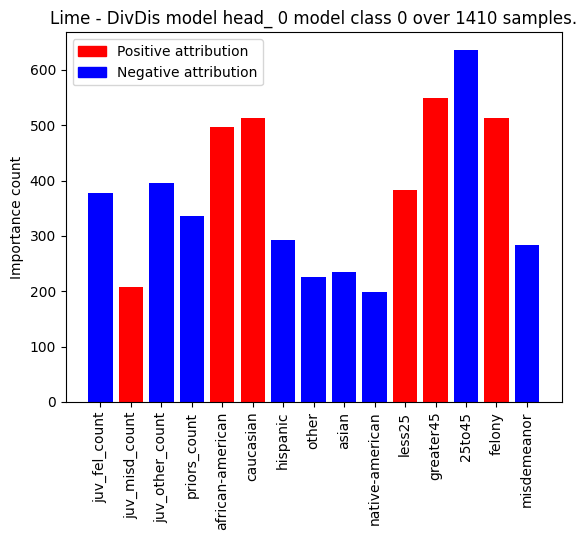 Lime - DivDis model head_ 0 model class 0 over 1410 samples.
Positive attribution
Negative attribution
Importance count
600
500
400
300
200
100
0
juv_fel_count
juv_misd_count
juv_other_count
priors_count
african-american
caucasian
hispanic
other
asian
native-american
less25
greater45
25to45
felony
misdemeanor